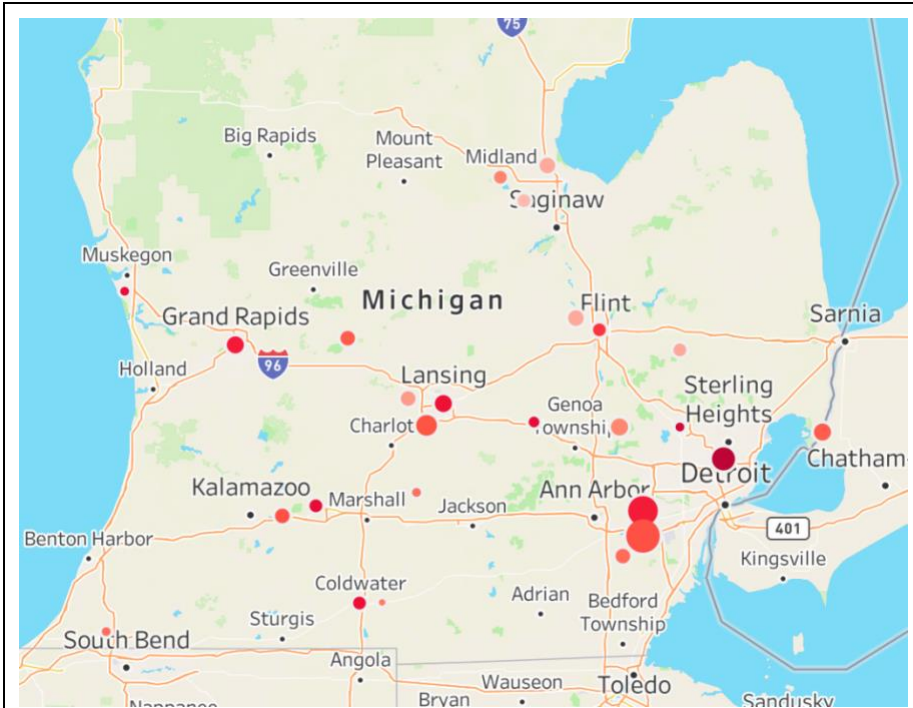 75
Big Rapids
Mount
Pleasant
Midland
Saginaw
Muskegon
Greenville
Michigan
Flint
Grand Rapids
Sarnia
96
Holland
Lansing
Sterling
Heights
Genoa
Township
Charlot
Detroit
Chatham-
Kalamazoo
Marshall
Ann Arbor
Jackson
401
Benton Harbor
Kingsville
Coldwater
Adrian
Bedford
Township
Sturgis
South Bend
Angola
Wauseon
Toledo
Nappanee
Bryan
Sandusky